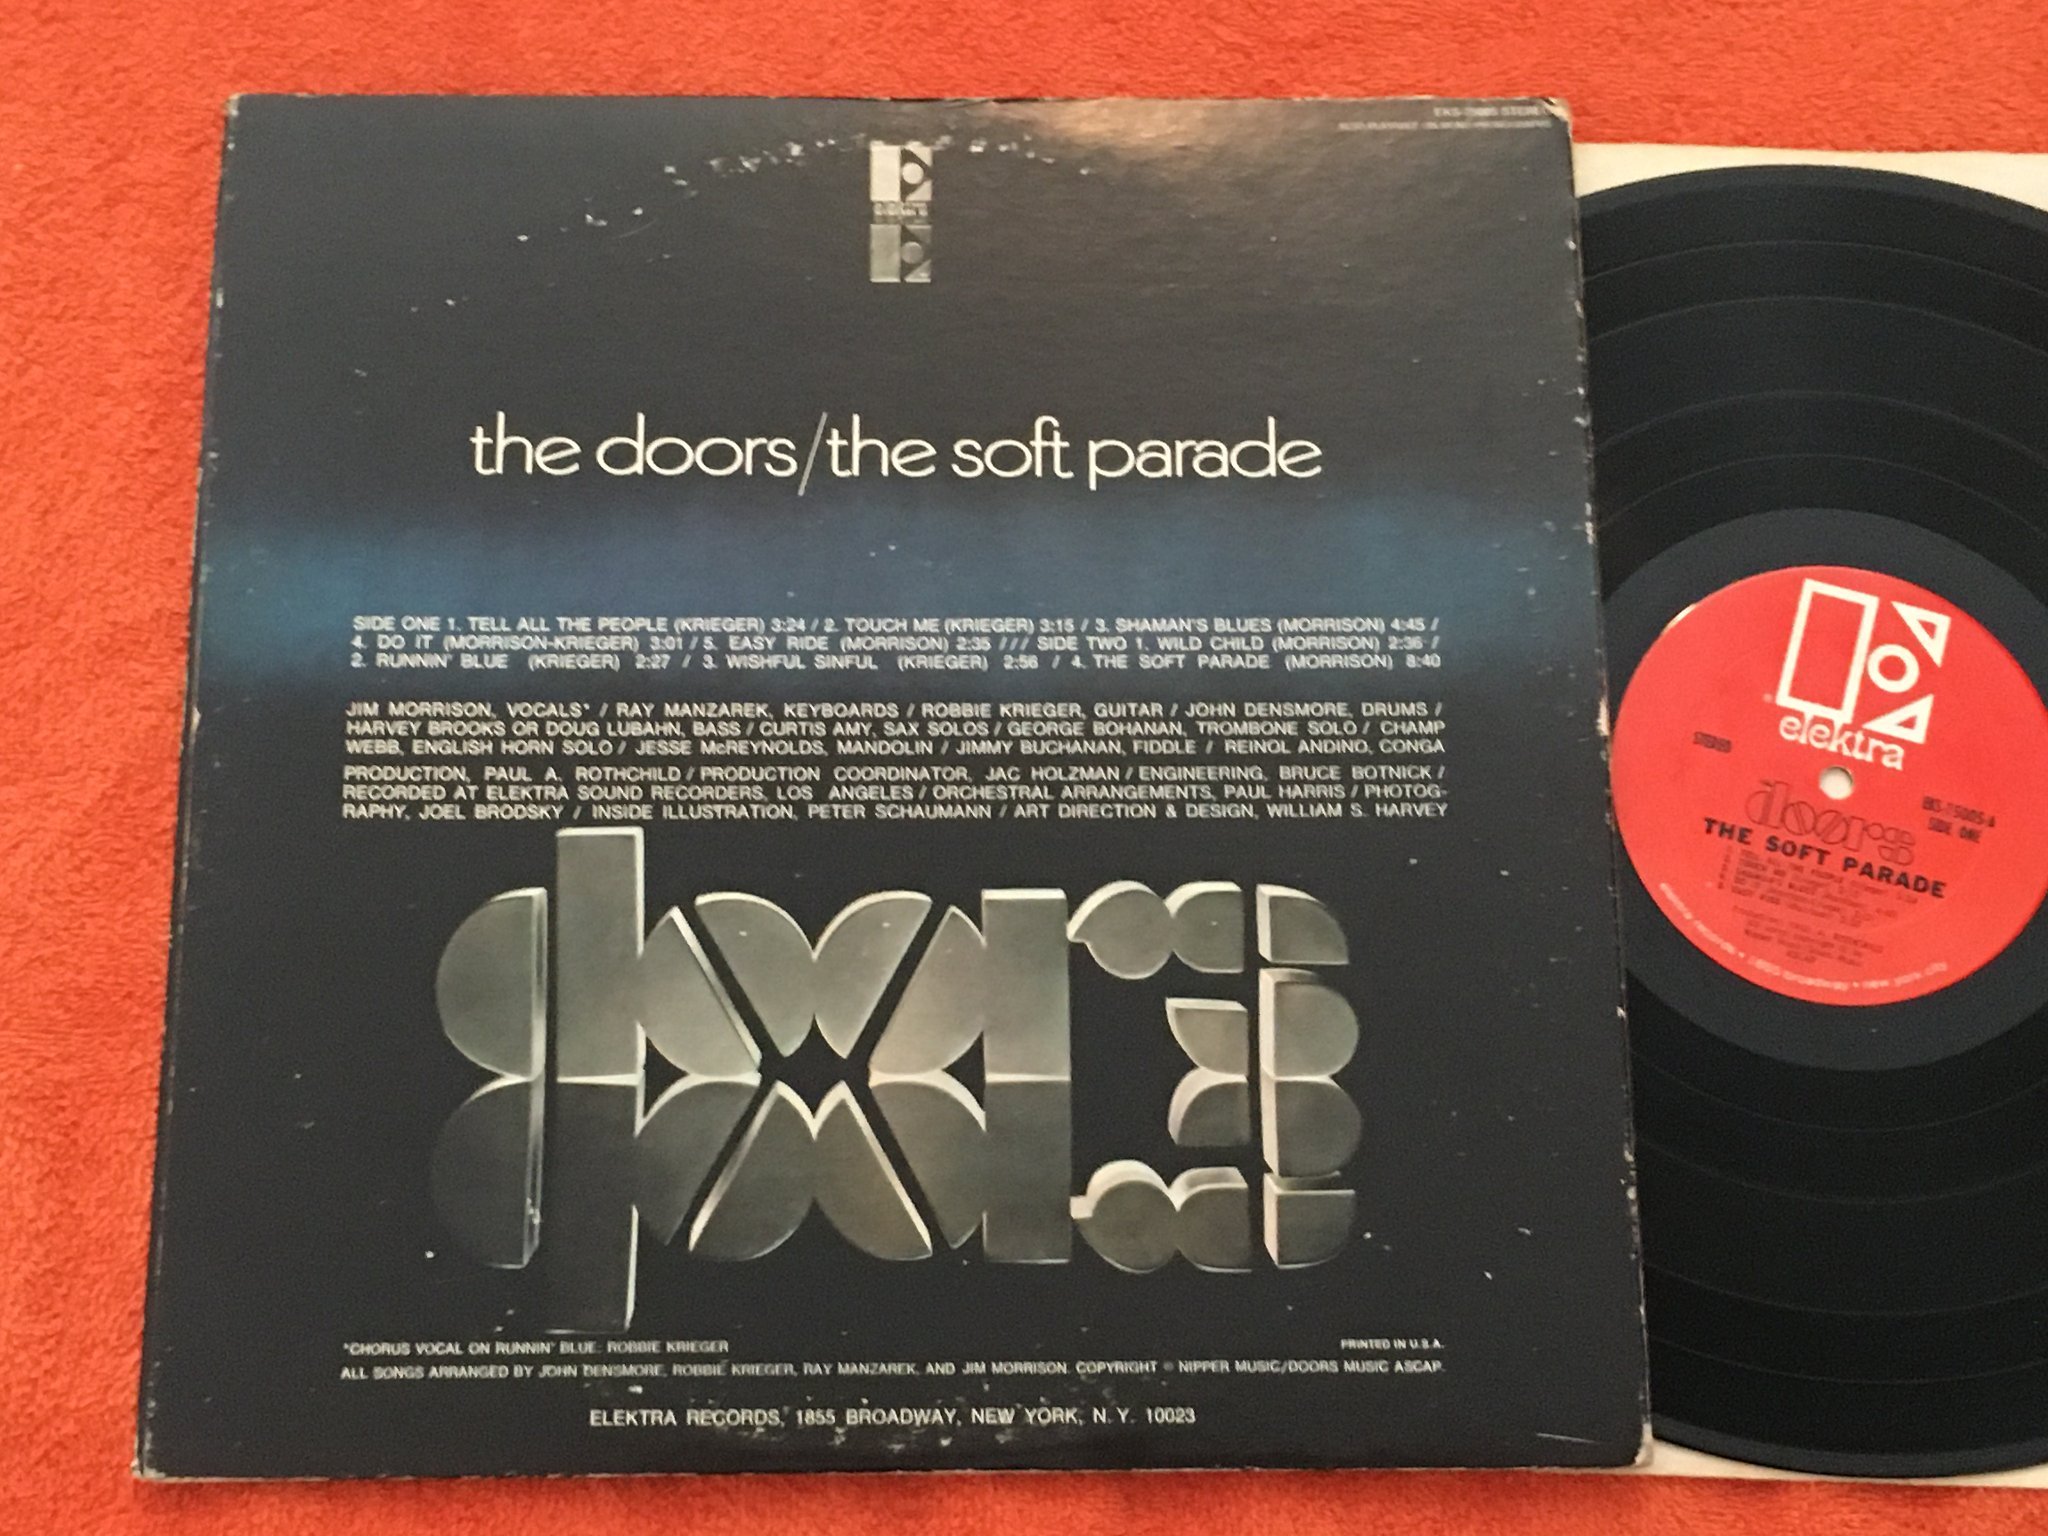 the doors/the soft parade
SIDE ONE 1. TELL ALL THE PEOPLE (KRIEGER) 3:24 / 2. TOUCH ME (KRIEGER) 3:15 / 3. SHAMAN'S BLUES (MORRISON) 4:45 /
4. DO IT (MORRISON-KRIEGER) 3:01 / 5. EASY RIDE (MORRISON) 2:35 /// SIDE TWO 1. WILD CHILD (MORRISON) 2:36 /
2. RUNNIN' BLUE (KRIEGER) 2:27 / 3. WISHFUL SINFUL (KRIEGER) 2:56 / 4. THE SOFT PARADE (MORRISON) 8:40
JIM MORRISON, VOCALS* / RAY MANZAREK, KEYBOARDS / ROBBIE KRIEGER, GUITAR / JOHN DENSMORE, DRUMS /
HARVEY BROOKS OR DOUG LUBAHN, BASS / CURTIS AMY, SAX SOLOS / GEORGE BOHANAN, TROMBONE SOLO / CHAMP
WEBB, ENGLISH HORN SOLO / JESSE McREYNOLDS, MANDOLIN / JIMMY BUCHANAN, FIDDLE / REINOL ANDINO, CONGA
PRODUCTION, PAUL A. ROTHCHILD / PRODUCTION COORDINATOR, JAC HOLZMAN / ENGINEERING, BRUCE BOTNICK /
RECORDED AT ELEKTRA SOUND RECORDERS, LOS ANGELES / ORCHESTRAL ARRANGEMENTS, PAUL HARRIS / PHOTOG-
RAPHY, JOEL BRODSKY / INSIDE ILLUSTRATION, PETER SCHAUMANN / ART DIRECTION & DESIGN, WILLIAM S. HARVEY
doors
*CHORUS VOCAL ON RUNNIN' BLUE: ROBBIE KRIEGER
PRINTED IN U.S.A.
ALL SONGS ARRANGED BY JOHN DENSMORE, ROBBIE KRIEGER, RAY MANZAREK, AND JIM MORRISON. COPYRIGHT © NIPPER MUSIC/DOORS MUSIC ASCAP.
ELEKTRA RECORDS, 1855 BROADWAY, NEW YORK, N.Y. 10023
elektra
STEREO
doors
EKS-75005-A
SIDE ONE
THE SOFT PARADE